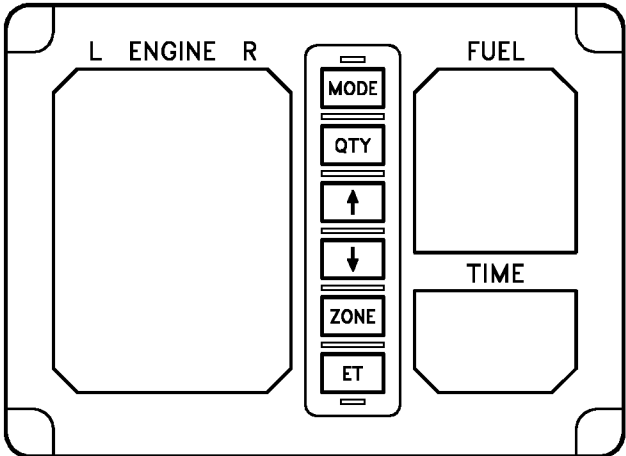 L ENGINE R
FUEL
MODE
QTY
↑
↓
TIME
ZONE
ET